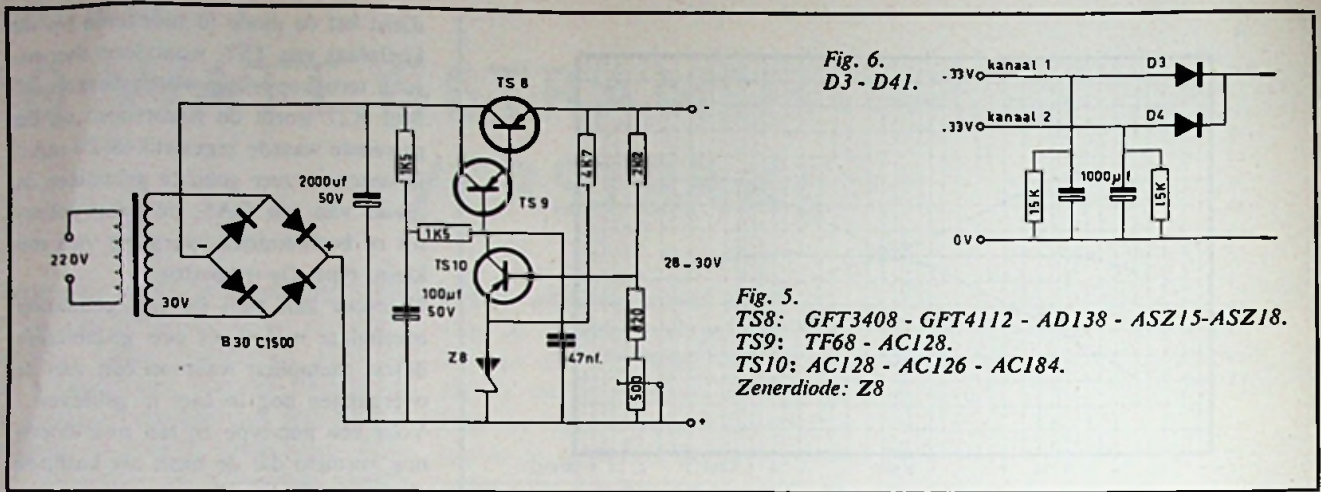 220V
30V
B30 C1500
-
+
2000uf
50V
1K5
1K5
100µf
50V
TS 8
TS 9
TS10
Z8
4K7
47nf.
2K2
820
500
28-30V
-
+
Fig. 6.
D3 - D41.
-33V
kanaal 1
D3
-33V
kanaal 2
D4
15K
1000µf
15K
0V
Fig. 5.
TS8: GFT3408 - GFT4112 - AD138 - ASZ15-ASZ18.
TS9: TF68 - AC128.
TS10: AC128 - AC126 - AC184.
Zenerdiode: Z8